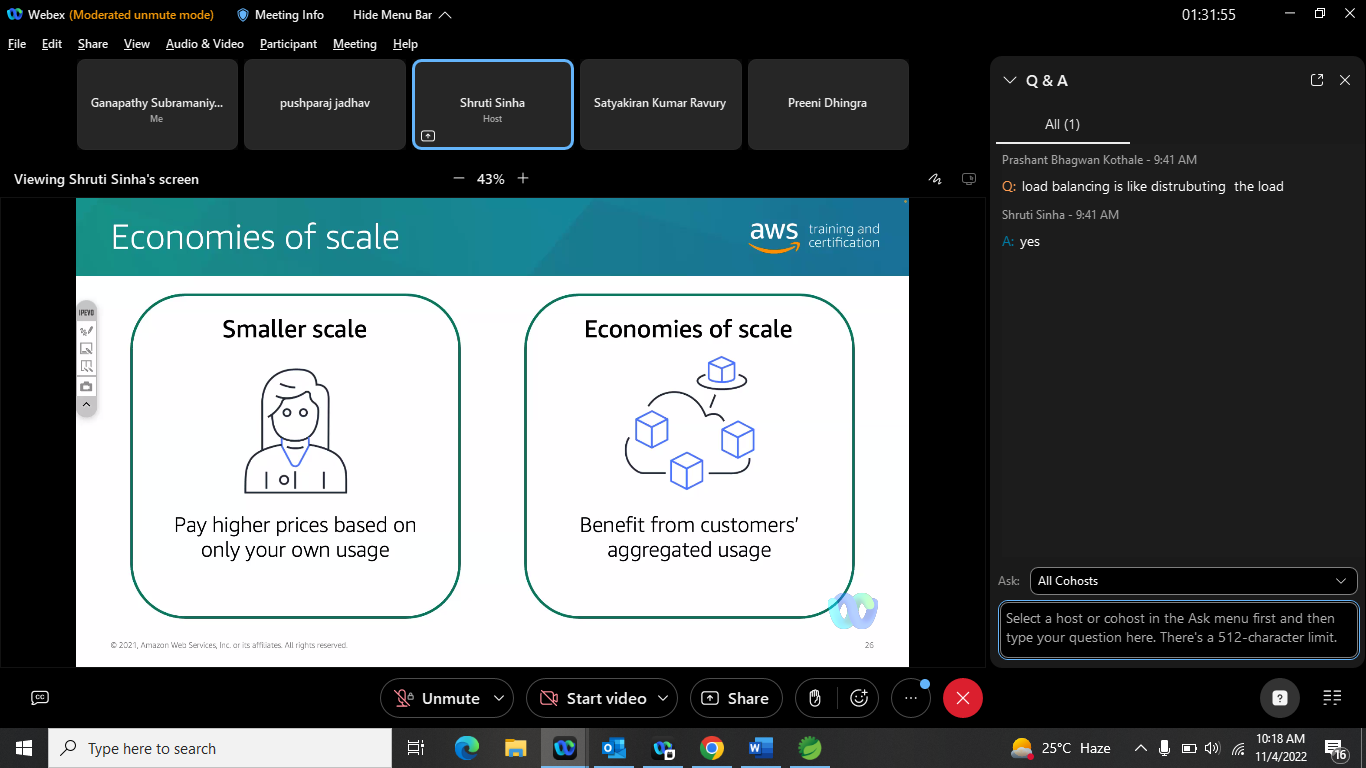 Webex (Moderated unmute mode) Meeting Info Hide Menu Bar 01:31:55
File Edit Share View Audio & Video Participant Meeting Help
Ganapathy Subramaniy...
Me
pushparaj jadhav
Shruti Sinha
Host
Satyakiran Kumar Ravury
Preeni Dhingra
Viewing Shruti Sinha's screen
43%
Economies of scale
aws training and
certification
IPEVO
Smaller scale
Pay higher prices based on
only your own usage
Economies of scale
Benefit from customers'
aggregated usage
© 2021, Amazon Web Services, Inc. or its affiliates. All rights reserved.
26
Q & A
All (1)
Prashant Bhagwan Kothale - 9:41 AM
Q: load balancing is like distrubuting  the load
Shruti Sinha - 9:41 AM
A: yes
Ask: All Cohosts
Select a host or cohost in the Ask menu first and then
type your question here. There's a 512-character limit.
CC
Unmute
Start video
Share
Type here to search
25°C Haze
10:18 AM
11/4/2022
16